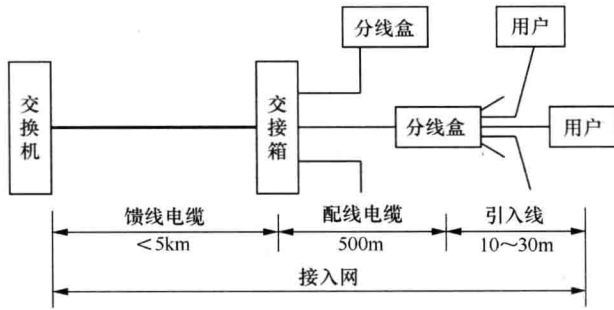 分线盒
用户
交换机
交接箱
分线盒
用户
馈线电缆
配线电缆
引入线
<5km
500m
10～30m
接入网